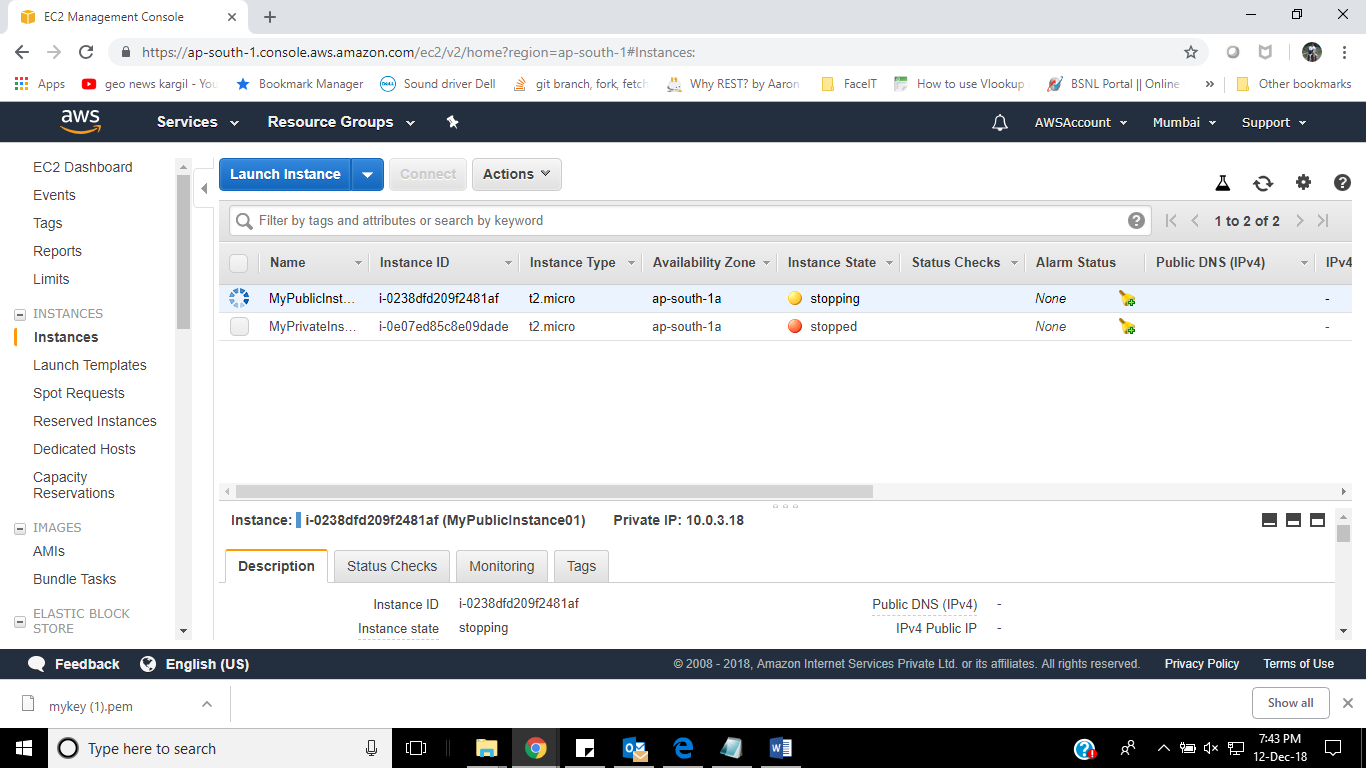 EC2 Management Console
https://ap-south-1.console.aws.amazon.com/ec2/v2/home?region=ap-south-1#Instances:
Apps geo news kargil - You Bookmark Manager Sound driver Dell git branch, fork, fetch Why REST? by Aaron FaceIT How to use Vlookup BSNL Portal || Online » Other bookmarks
aws Services Resource Groups AWSAccount Mumbai Support
EC2 Dashboard
Events
Tags
Reports
Limits
INSTANCES
Instances
Launch Templates
Spot Requests
Reserved Instances
Dedicated Hosts
Capacity
Reservations
IMAGES
AMIs
Bundle Tasks
ELASTIC BLOCK
STORE
Launch Instance Connect Actions
Filter by tags and attributes or search by keyword 1 to 2 of 2
Name Instance ID Instance Type Availability Zone Instance State Status Checks Alarm Status Public DNS (IPv4) IPv4
MyPublicInst... i-0238dfd209f2481af t2.micro ap-south-1a stopping None -
MyPrivateIns... i-0e07ed85c8e09dade t2.micro ap-south-1a stopped None -
Instance: i-0238dfd209f2481af (MyPublicInstance01) Private IP: 10.0.3.18
Description Status Checks Monitoring Tags
Instance ID i-0238dfd209f2481af Public DNS (IPv4) -
Instance state stopping IPv4 Public IP -
Feedback English (US) © 2008 - 2018, Amazon Internet Services Private Ltd. or its affiliates. All rights reserved. Privacy Policy Terms of Use
mykey (1).pem Show all
Type here to search 7:43 PM
12-Dec-18